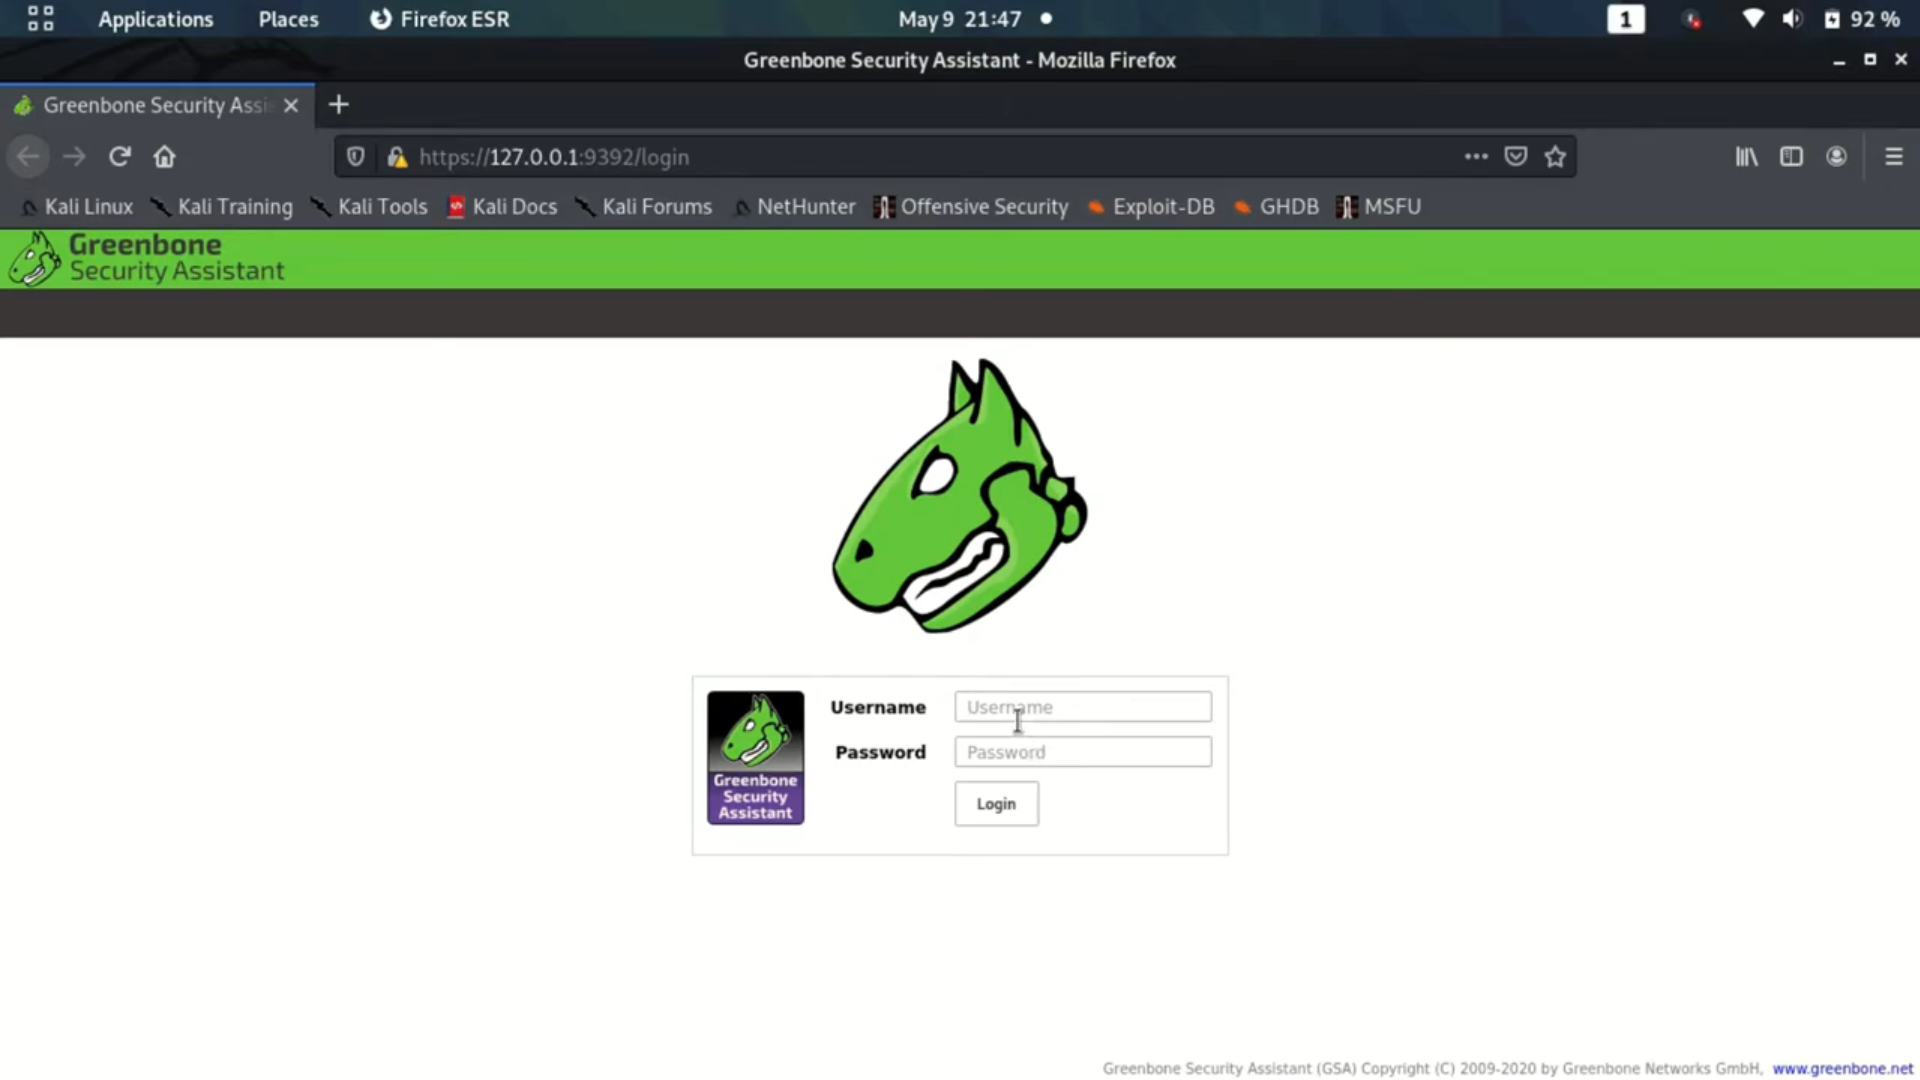 Applications Places Firefox ESR May 9 21:47 1 92 %
Greenbone Security Assistant - Mozilla Firefox
Greenbone Security Assi
https://127.0.0.1:9392/login
Kali Linux Kali Training Kali Tools Kali Docs Kali Forums NetHunter Offensive Security Exploit-DB GHDB MSFU
Greenbone
Security Assistant
Username Username
Password Password
Greenbone
Security
Assistant
Login
Greenbone Security Assistant (GSA) Copyright (C) 2009-2020 by Greenbone Networks GmbH, www.greenbone.net